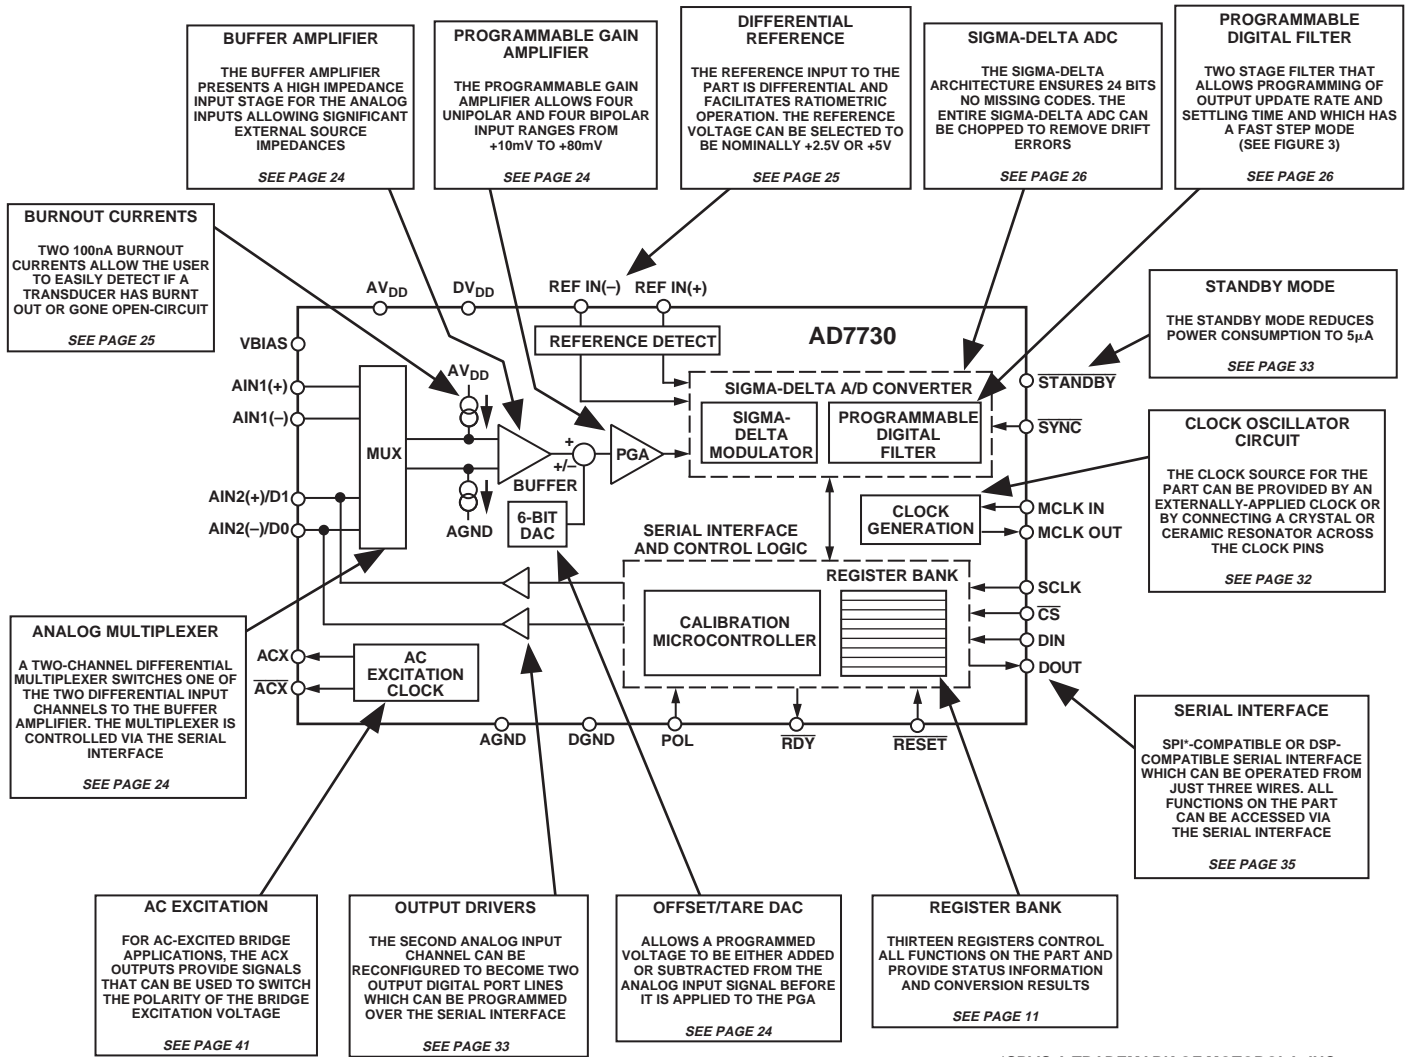 BUFFER AMPLIFIER
THE BUFFER AMPLIFIER
PRESENTS A HIGH IMPEDANCE
INPUT STAGE FOR THE ANALOG
INPUTS ALLOWING SIGNIFICANT
EXTERNAL SOURCE
IMPEDANCES
SEE PAGE 24
PROGRAMMABLE GAIN
AMPLIFIER
THE PROGRAMMABLE GAIN
AMPLIFIER ALLOWS FOUR
UNIPOLAR AND FOUR BIPOLAR
INPUT RANGES FROM
+10mV TO +80mV
SEE PAGE 24
DIFFERENTIAL
REFERENCE
THE REFERENCE INPUT TO THE
PART IS DIFFERENTIAL AND
FACILITATES RATIOMETRIC
OPERATION. THE REFERENCE
VOLTAGE CAN BE SELECTED TO
BE NOMINALLY +2.5V OR +5V
SEE PAGE 25
SIGMA-DELTA ADC
THE SIGMA-DELTA
ARCHITECTURE ENSURES 24 BITS
NO MISSING CODES. THE
ENTIRE SIGMA-DELTA ADC CAN
BE CHOPPED TO REMOVE DRIFT
ERRORS
SEE PAGE 26
PROGRAMMABLE
DIGITAL FILTER
TWO STAGE FILTER THAT
ALLOWS PROGRAMMING OF
OUTPUT UPDATE RATE AND
SETTLING TIME AND WHICH HAS
A FAST STEP MODE
(SEE FIGURE 3)
SEE PAGE 26
BURNOUT CURRENTS
TWO 100nA BURNOUT
CURRENTS ALLOW THE USER
TO EASILY DETECT IF A
TRANSDUCER HAS BURNT
OUT OR GONE OPEN-CIRCUIT
SEE PAGE 25
STANDBY MODE
THE STANDBY MODE REDUCES
POWER CONSUMPTION TO 5µA
SEE PAGE 33
CLOCK OSCILLATOR
CIRCUIT
THE CLOCK SOURCE FOR THE
PART CAN BE PROVIDED BY AN
EXTERNALLY-APPLIED CLOCK OR
BY CONNECTING A CRYSTAL OR
CERAMIC RESONATOR ACROSS
THE CLOCK PINS
SEE PAGE 32
AVDD
DVDD
REF IN(–)
REF IN(+)
REFERENCE DETECT
AD7730
VBIAS
AIN1(+)
AIN1(–)
AIN2(+)/D1
AIN2(–)/D0
MUX
AVDD
AGND
+
+/–
BUFFER
6-BIT
DAC
PGA
SIGMA-DELTA A/D CONVERTER
SIGMA-
DELTA
MODULATOR
PROGRAMMABLE
DIGITAL
FILTER
STANDBY
SYNC
CLOCK
GENERATION
MCLK IN
MCLK OUT
SERIAL INTERFACE
AND CONTROL LOGIC
REGISTER BANK
CALIBRATION
MICROCONTROLLER
SCLK
CS
DIN
DOUT
ACX
ACX
AC
EXCITATION
CLOCK
AGND
DGND
POL
RDY
RESET
ANALOG MULTIPLEXER
A TWO-CHANNEL DIFFERENTIAL
MULTIPLEXER SWITCHES ONE OF
THE TWO DIFFERENTIAL INPUT
CHANNELS TO THE BUFFER
AMPLIFIER. THE MULTIPLEXER IS
CONTROLLED VIA THE SERIAL
INTERFACE
SEE PAGE 24
SERIAL INTERFACE
SPI*-COMPATIBLE OR DSP-
COMPATIBLE SERIAL INTERFACE
WHICH CAN BE OPERATED FROM
JUST THREE WIRES. ALL
FUNCTIONS ON THE PART
CAN BE ACCESSED VIA
THE SERIAL INTERFACE
SEE PAGE 35
AC EXCITATION
FOR AC-EXCITED BRIDGE
APPLICATIONS, THE ACX
OUTPUTS PROVIDE SIGNALS
THAT CAN BE USED TO SWITCH
THE POLARITY OF THE BRIDGE
EXCITATION VOLTAGE
SEE PAGE 41
OUTPUT DRIVERS
THE SECOND ANALOG INPUT
CHANNEL CAN BE
RECONFIGURED TO BECOME TWO
OUTPUT DIGITAL PORT LINES
WHICH CAN BE PROGRAMMED
OVER THE SERIAL INTERFACE
SEE PAGE 33
OFFSET/TARE DAC
ALLOWS A PROGRAMMED
VOLTAGE TO BE EITHER ADDED
OR SUBTRACTED FROM THE
ANALOG INPUT SIGNAL BEFORE
IT IS APPLIED TO THE PGA
SEE PAGE 24
REGISTER BANK
THIRTEEN REGISTERS CONTROL
ALL FUNCTIONS ON THE PART AND
PROVIDE STATUS INFORMATION
AND CONVERSION RESULTS
SEE PAGE 11